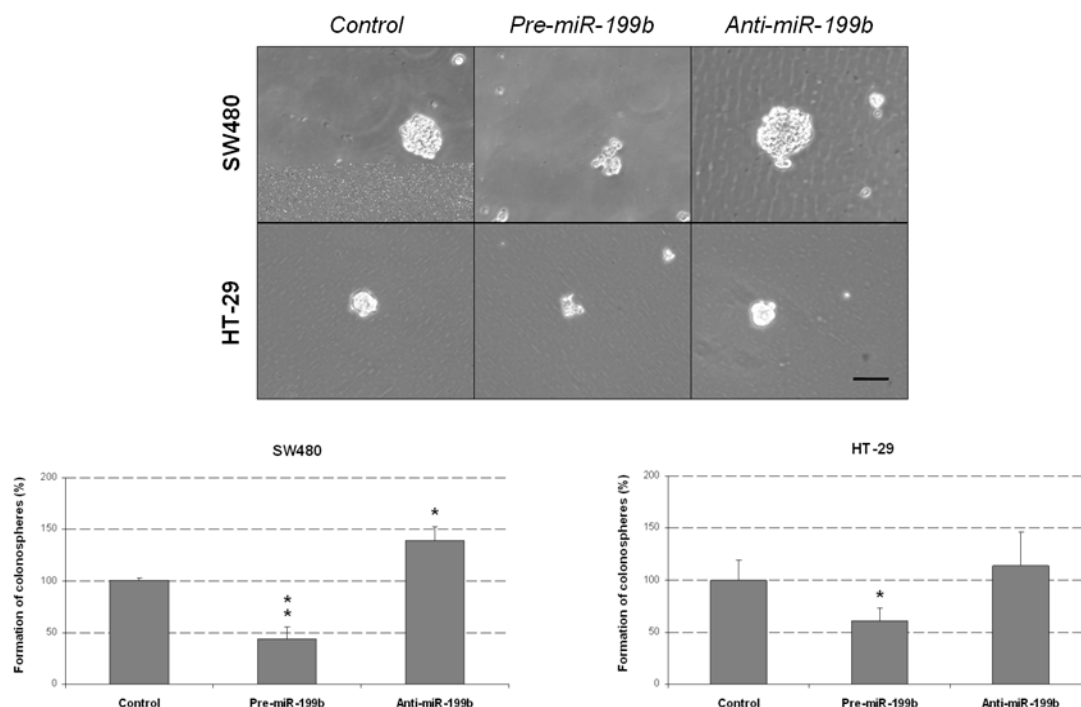 Control Pre-miR-199b Anti-miR-199b
SW480
HT-29
SW480
Formation of colonospheres (%)
200
150
100
50
0
*
*
*
Control Pre-miR-199b Anti-miR-199b
HT-29
Formation of colonospheres (%)
200
150
100
50
0
*
Control Pre-miR-199b Anti-miR-199b